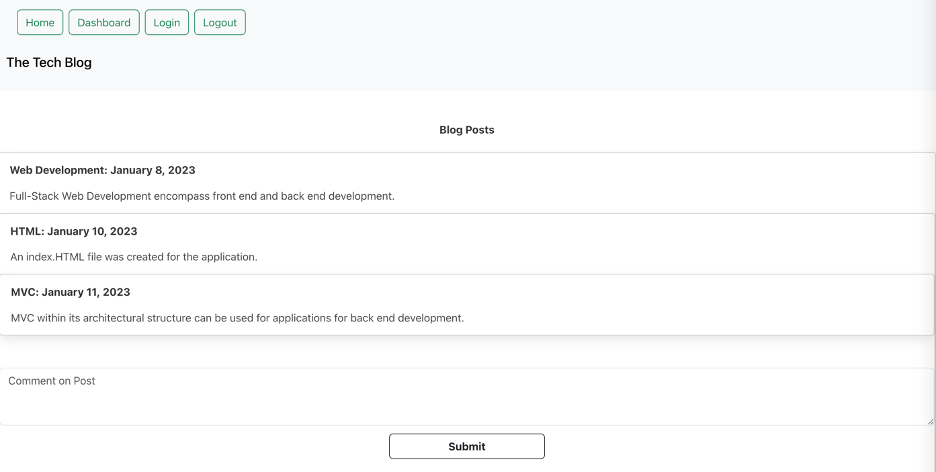 Home Dashboard Login Logout
The Tech Blog
Blog Posts
Web Development: January 8, 2023
Full-Stack Web Development encompass front end and back end development.
HTML: January 10, 2023
An index.HTML file was created for the application.
MVC: January 11, 2023
MVC within its architectural structure can be used for applications for back end development.
Comment on Post
Submit